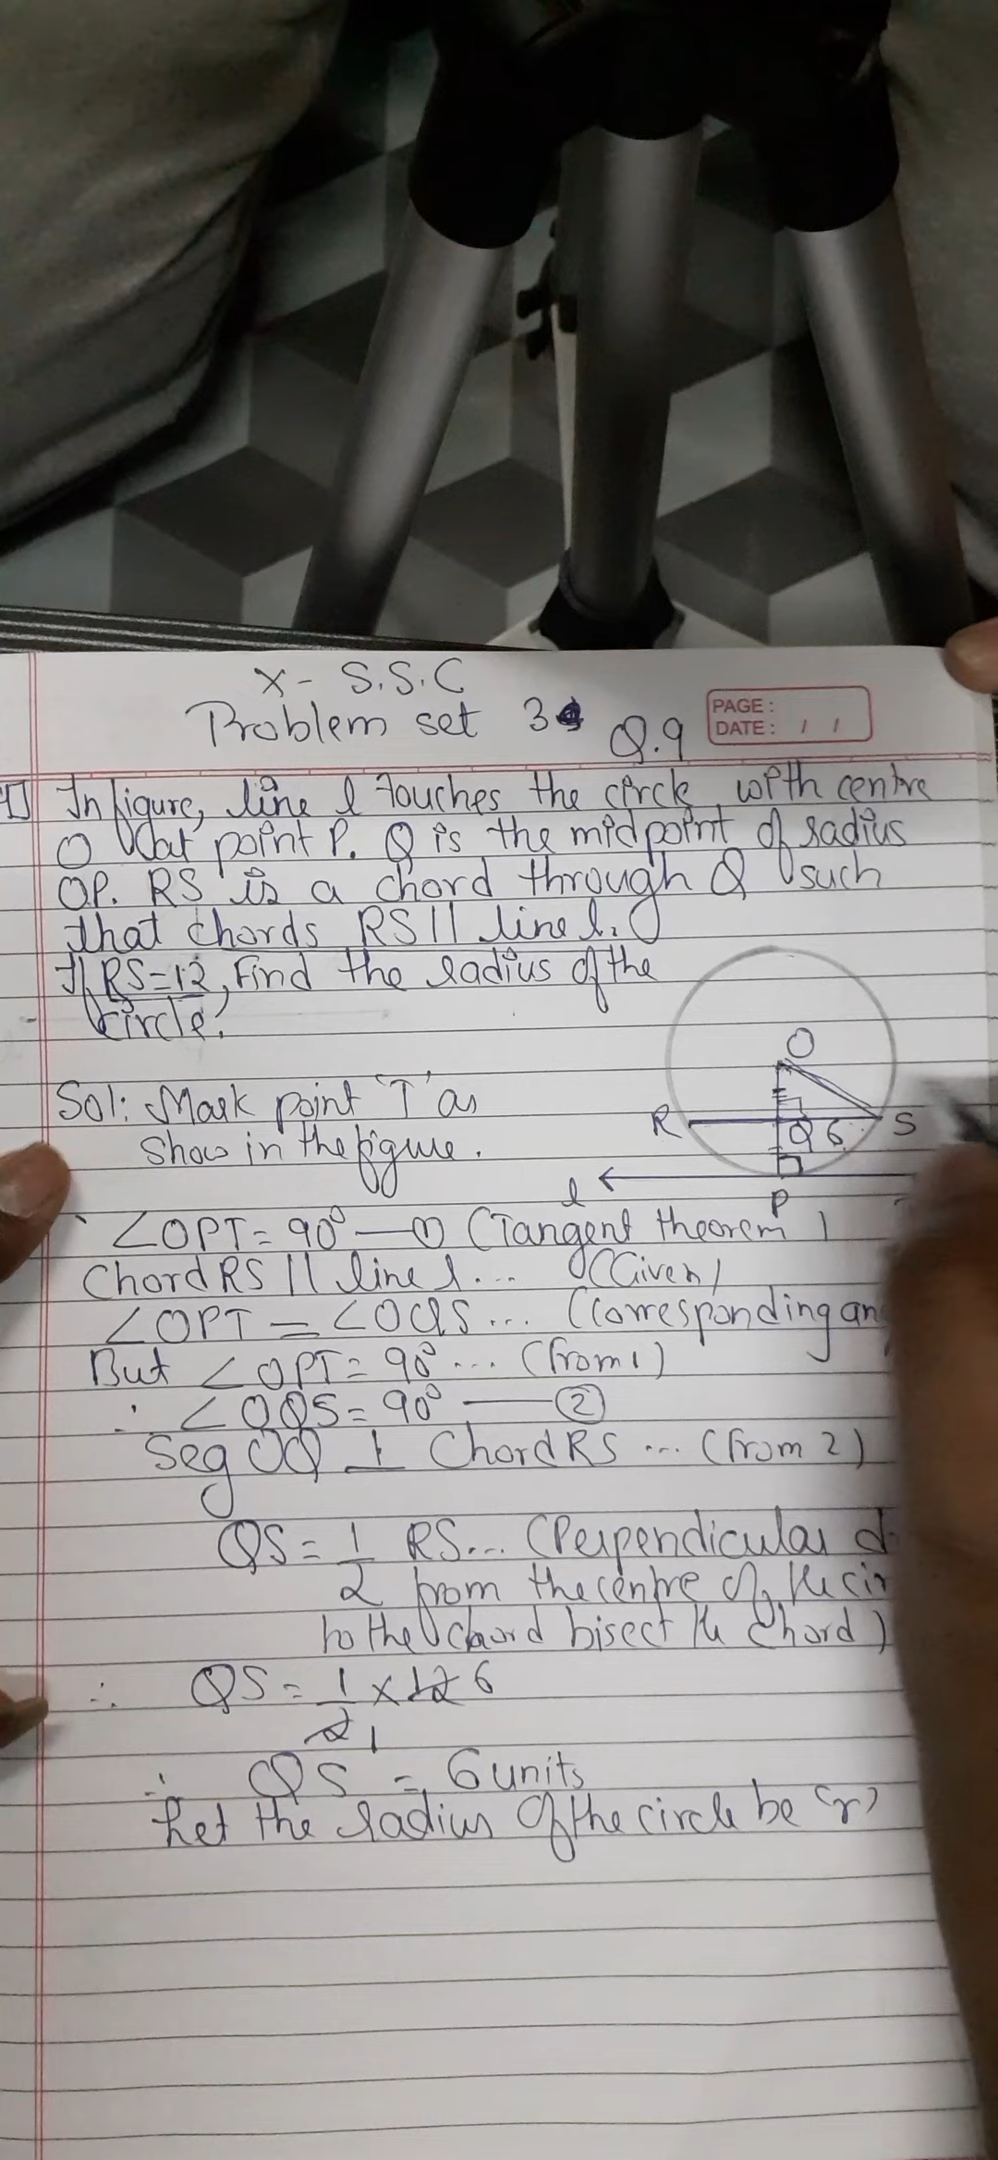 X- S.S.C
Problem set 3 Q.9
PAGE :
DATE : / /
In figure, line l touches the circle with centre
O at point P. Q is the midpoint of radius
OP. RS is a chord through Q such
that chords RS || line l.
If RS=12, Find the radius of the
circle.
O
R Q 6 S
l P
Sol: Mark point 'T' as
Show in the figure.
∠OPT = 90° — ① (Tangent theorem)
Chord RS || line l... (Given)
∠OPT = ∠OQS ... (Corresponding an
But ∠OPT = 90° ... (from 1)
∴ ∠OQS = 90° — ②
Seg OQ ⊥ Chord RS ... (from 2)
QS = 1/2 RS... (Perpendicular d
from the centre of the cir
to the chord bisect the chord)
∴ QS = 1/2 × 12 6
1
∴ QS = 6 units
Let the radius of the circle be 'r'